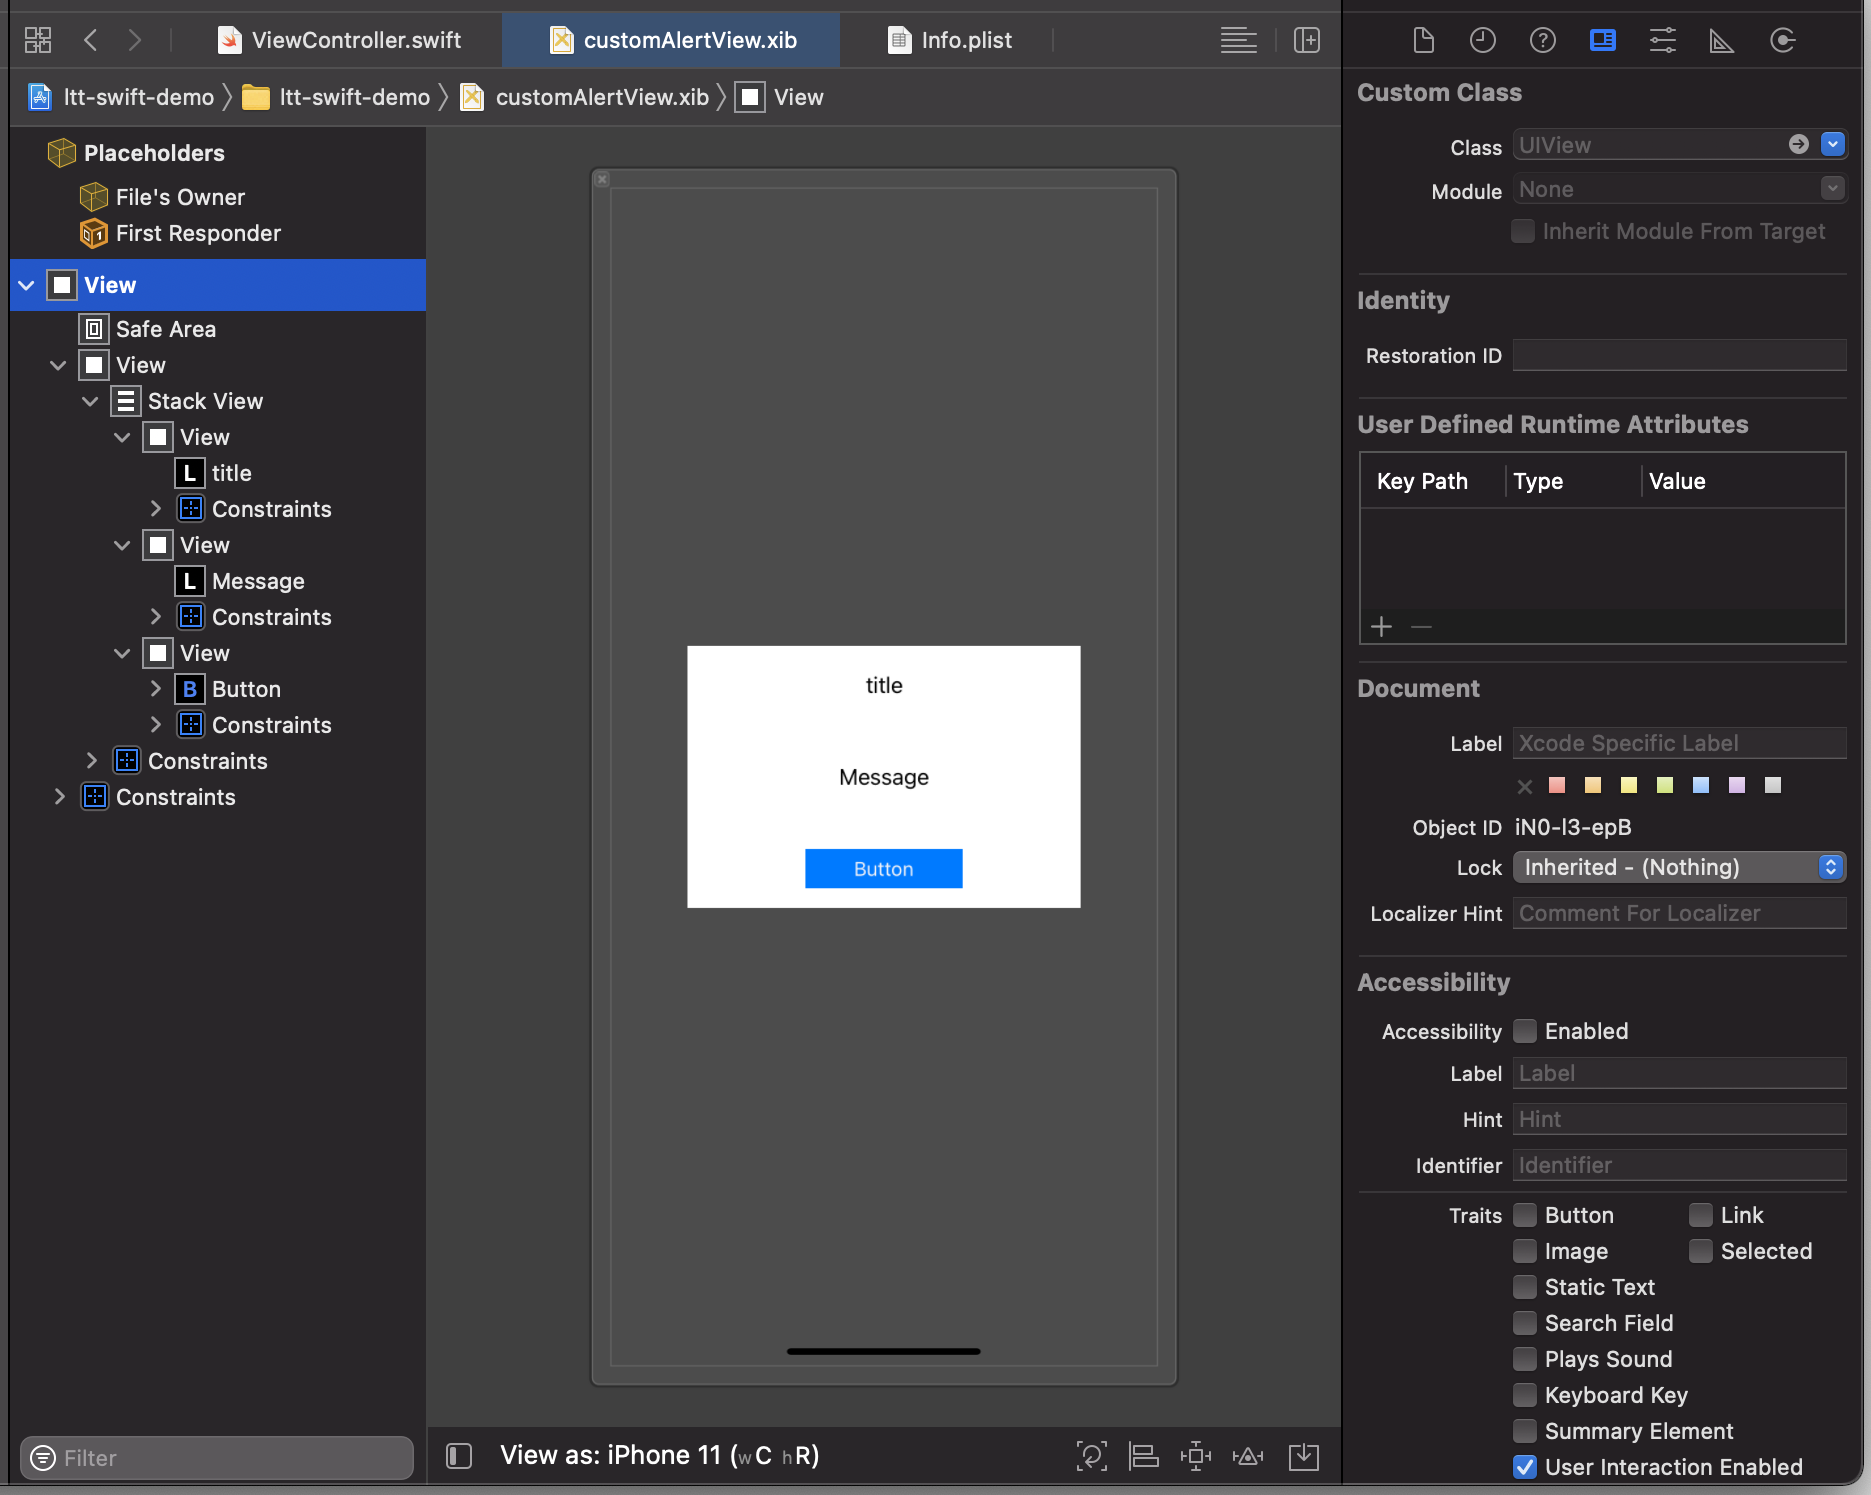 ViewController.swift
customAlertView.xib
Info.plist
ltt-swift-demo
ltt-swift-demo
customAlertView.xib
View
Placeholders
File's Owner
First Responder
View
Safe Area
View
Stack View
View
L title
Constraints
View
L Message
Constraints
View
B Button
Constraints
Constraints
Constraints
Filter
title
Message
Button
View as: iPhone 11 (wC hR)
Custom Class
Class UIView
Module None
Inherit Module From Target
Identity
Restoration ID
User Defined Runtime Attributes
Key Path Type Value
Document
Label Xcode Specific Label
Object ID iN0-l3-epB
Lock Inherited - (Nothing)
Localizer Hint Comment For Localizer
Accessibility
Accessibility Enabled
Label Label
Hint Hint
Identifier Identifier
Traits Button Link
Image Selected
Static Text
Search Field
Plays Sound
Keyboard Key
Summary Element
User Interaction Enabled